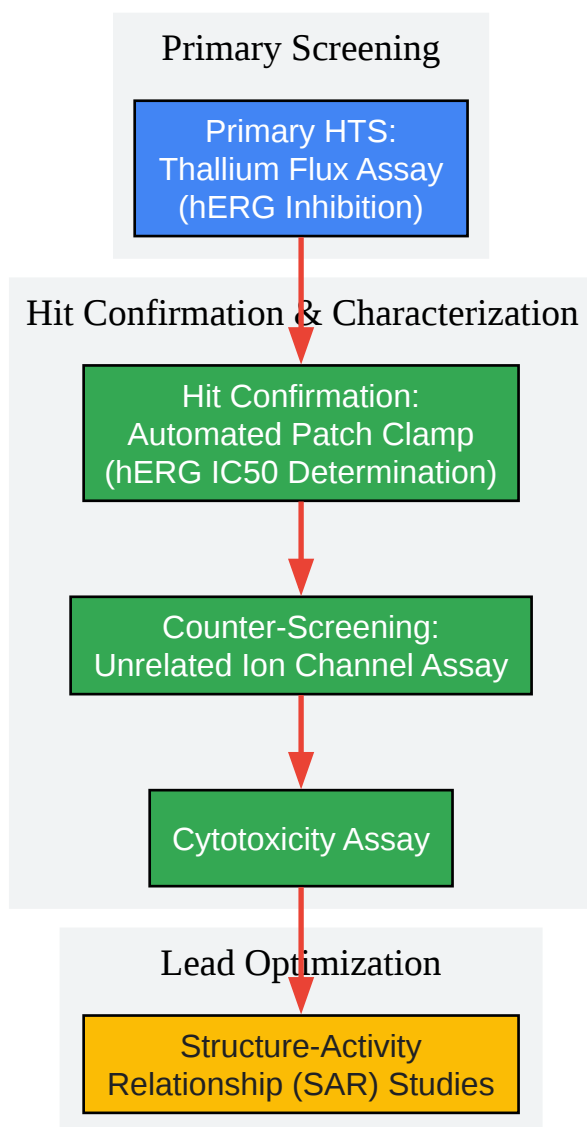 Primary Screening
Primary HTS:
Thallium Flux Assay
(hERG Inhibition)
Hit Confirmation & Characterization
Hit Confirmation:
Automated Patch Clamp
(hERG IC50 Determination)
Counter-Screening:
Unrelated Ion Channel Assay
Cytotoxicity Assay
Lead Optimization
Structure-Activity
Relationship (SAR) Studies